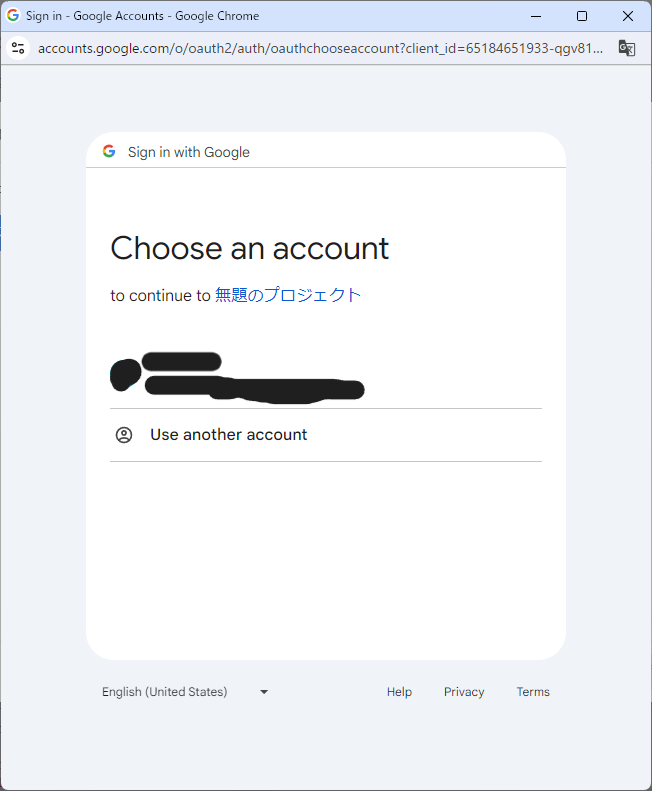 Sign in - Google Accounts - Google Chrome
accounts.google.com/o/oauth2/auth/oauthchooseaccount?client_id=65184651933-qgv81...
Sign in with Google
Choose an account
to continue to 無題のプロジェクト
Use another account
English (United States)
Help Privacy Terms